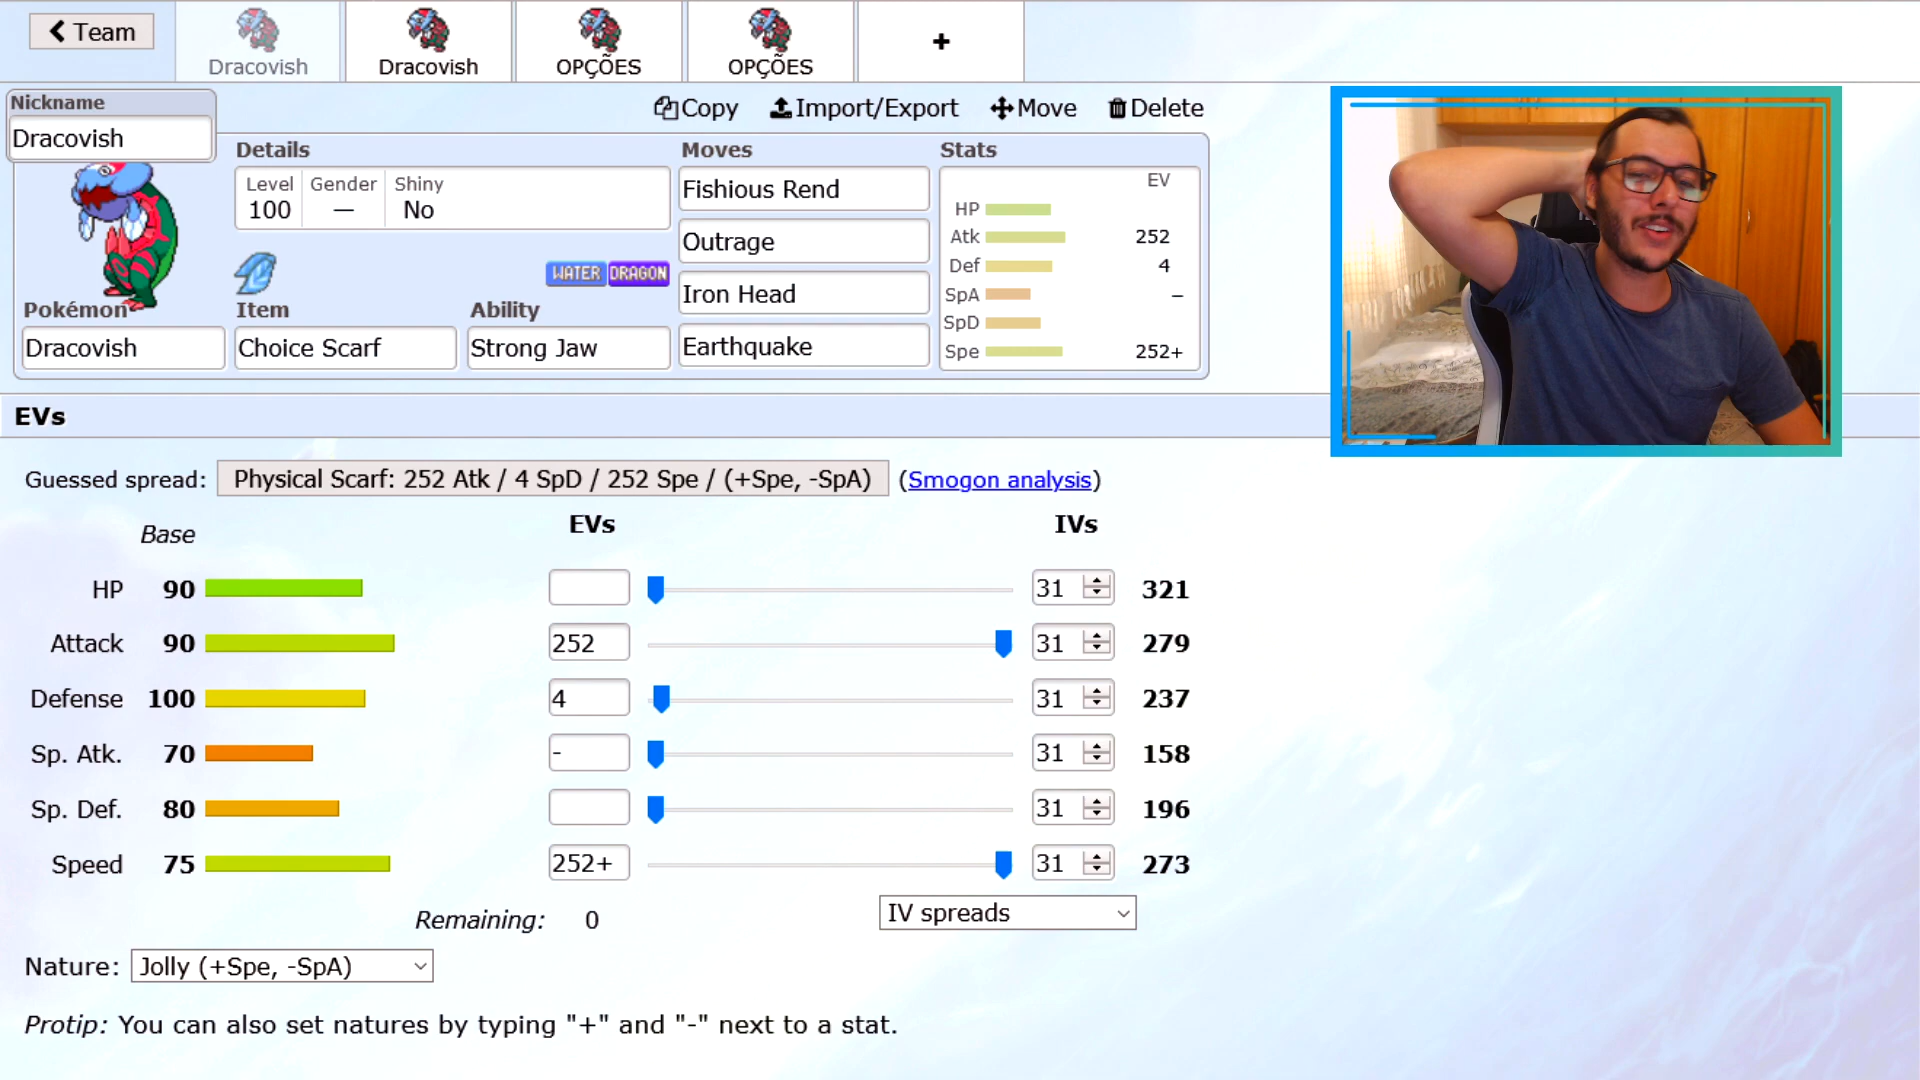 Team
Dracovish
Dracovish
OPÇÕES
OPÇÕES
+
Nickname
Dracovish
Copy
Import/Export
Move
Delete
Details
Level
100
Gender
—
Shiny
No
WATER
DRAGON
Pokémon
Dracovish
Item
Choice Scarf
Ability
Strong Jaw
Moves
Fishious Rend
Outrage
Iron Head
Earthquake
Stats
EV
HP
Atk 252
Def 4
SpA –
SpD
Spe 252+
EVs
Guessed spread: Physical Scarf: 252 Atk / 4 SpD / 252 Spe / (+Spe, -SpA) (Smogon analysis)
Base EVs IVs
HP 90 31 321
Attack 90 252 31 279
Defense 100 4 31 237
Sp. Atk. 70 - 31 158
Sp. Def. 80 31 196
Speed 75 252+ 31 273
Remaining: 0
IV spreads
Nature: Jolly (+Spe, -SpA)
Protip: You can also set natures by typing "+" and "-" next to a stat.